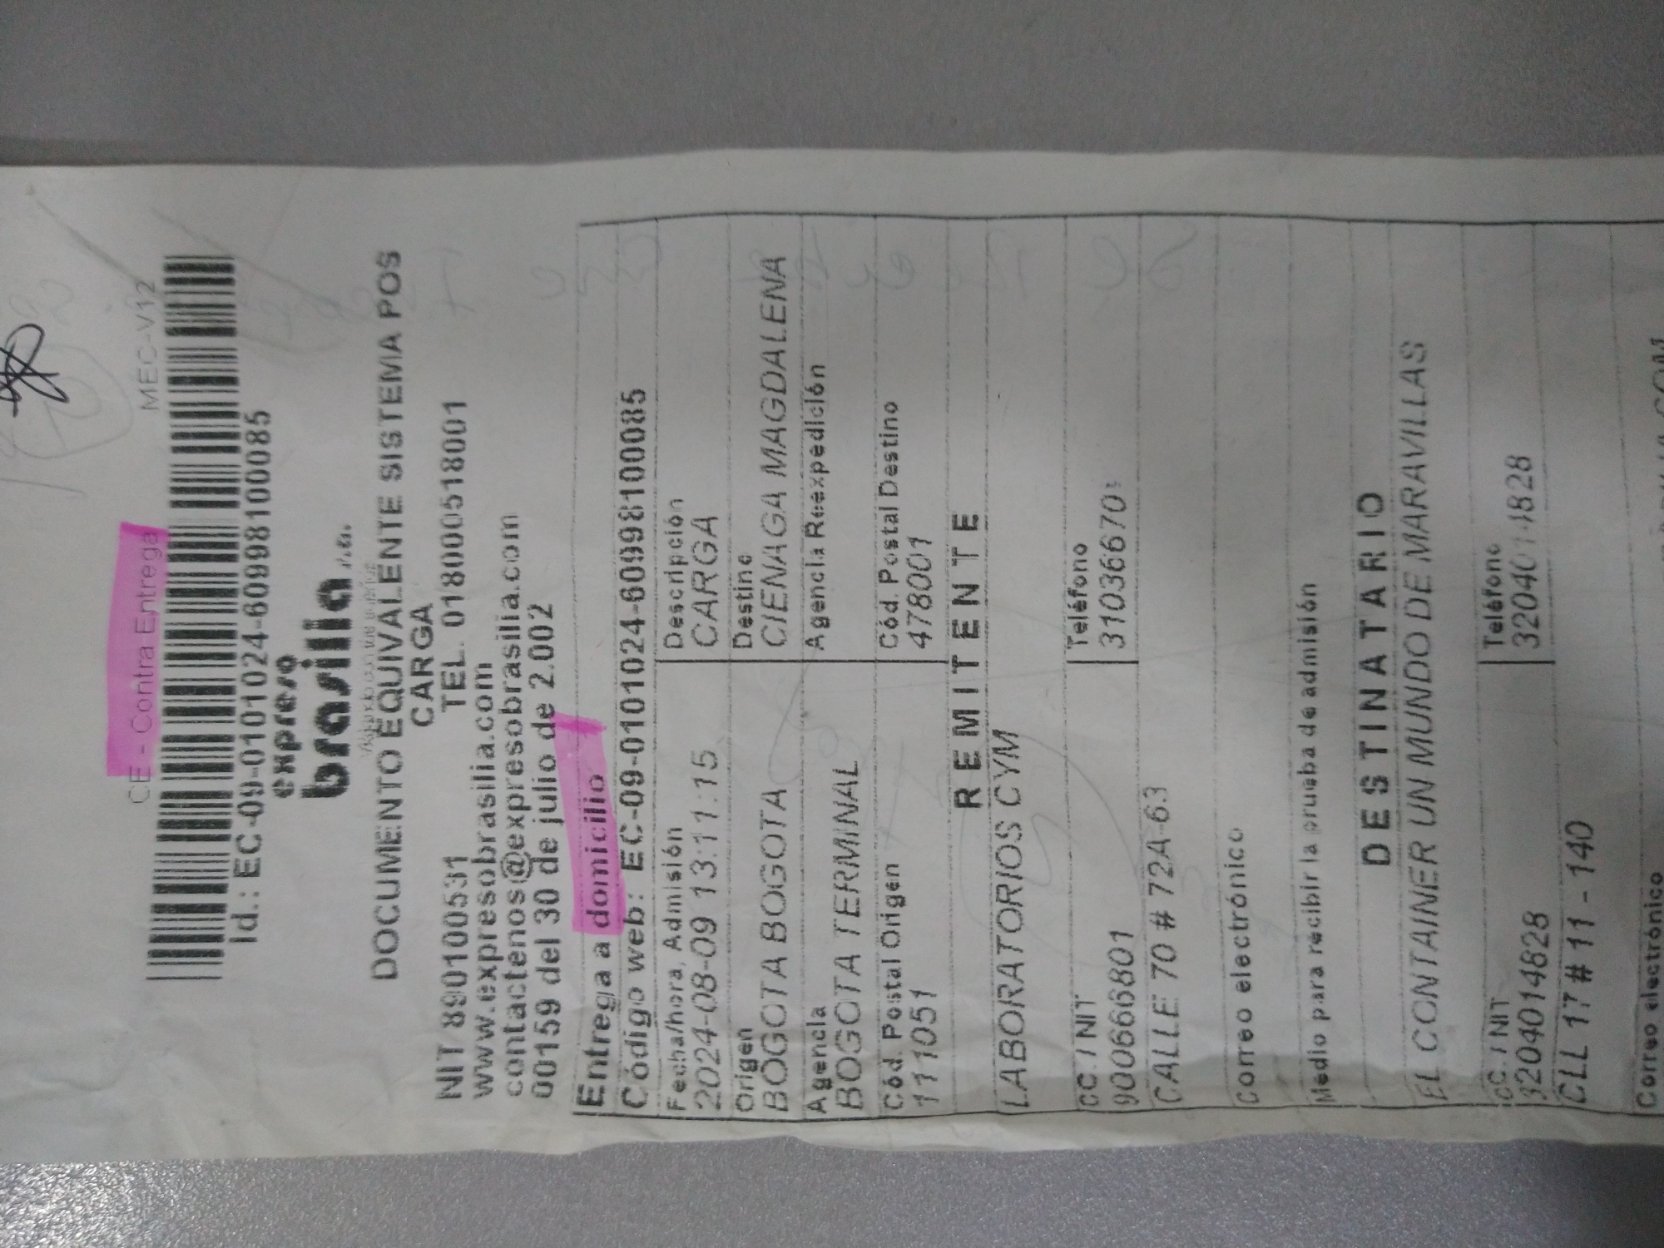 CE - Contra Entrega MEC-V12
Id.: EC-09-0101024-60998100085
expreso
brasilia s.a.
DOCUMENTO EQUIVALENTE SISTEMA POS
CARGA
NIT 890100531 TEL. 018000518001
www.expresobrasilia.com
contactenos@expresobrasilia.com
00159 del 30 de julio de 2.002
Entrega a domicilio
Código web: EC-09-0101024-60998100085
Fecha/hora, Admisión Descripción
2024-08-09 13:11:15 CARGA
Origen Destino
BOGOTA BOGOTA CIENAGA MAGDALENA
Agencia Agencia Reexpedición
BOGOTA TERMINAL
Cód. Postal Origen Cód. Postal Destino
111051 478001
REMITENTE
LABORATORIOS CYM
CC./NIT Teléfono
900666801
CALLE 70 # 72A-63
Correo electrónico
Medio para recibir la prueba de admisión
DESTINATARIO
EL CONTAINER UN MUNDO DE MARAVILLAS
CC./NIT Teléfono
3204014828 3204014828
CLL 17 # 11 - 140
Correo electrónico